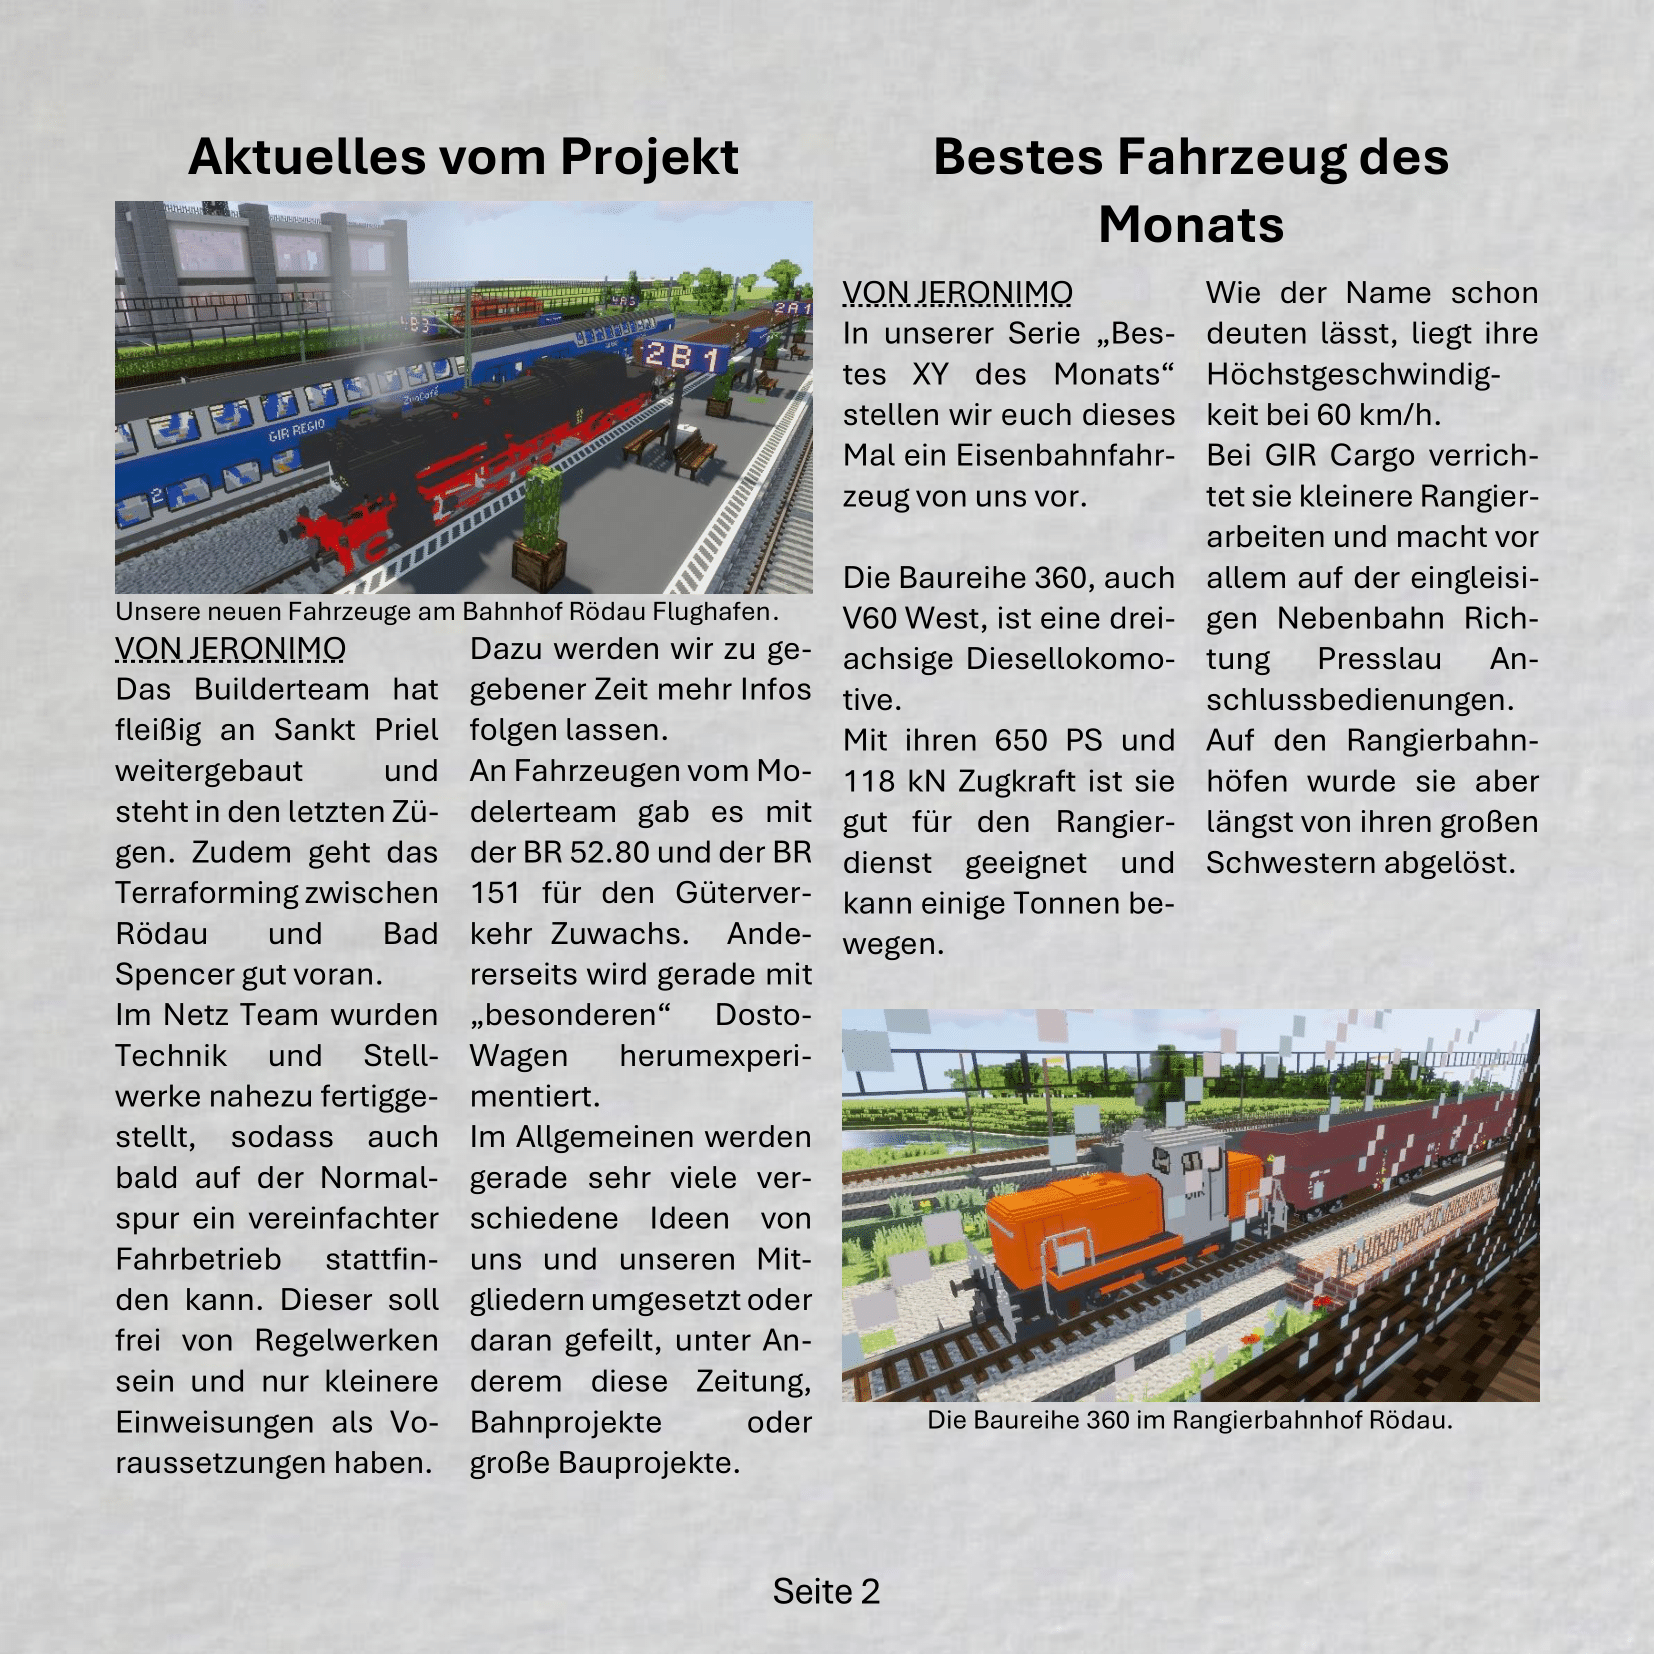 Aktuelles vom Projekt
4B3
4A3
2A1
2B1
ZugCafé
GIR REGIO
2
Unsere neuen Fahrzeuge am Bahnhof Rödau Flughafen.
VON JERONIMO
Das Builderteam hat
fleißig an Sankt Priel
weitergebaut und
steht in den letzten Zü-
gen. Zudem geht das
Terraforming zwischen
Rödau und Bad
Spencer gut voran.
Im Netz Team wurden
Technik und Stell-
werke nahezu fertigge-
stellt, sodass auch
bald auf der Normal-
spur ein vereinfachter
Fahrbetrieb stattfin-
den kann. Dieser soll
frei von Regelwerken
sein und nur kleinere
Einweisungen als Vo-
raussetzungen haben.
Dazu werden wir zu ge-
gebener Zeit mehr Infos
folgen lassen.
An Fahrzeugen vom Mo-
delerteam gab es mit
der BR 52.80 und der BR
151 für den Güterver-
kehr Zuwachs. Ande-
rerseits wird gerade mit
„besonderen“ Dosto-
Wagen herumexperi-
mentiert.
Im Allgemeinen werden
gerade sehr viele ver-
schiedene Ideen von
uns und unseren Mit-
gliedern umgesetzt oder
daran gefeilt, unter An-
derem diese Zeitung,
Bahnprojekte oder
große Bauprojekte.
Bestes Fahrzeug des
Monats
VON JERONIMO
In unserer Serie „Bes-
tes XY des Monats“
stellen wir euch dieses
Mal ein Eisenbahnfahr-
zeug von uns vor.
Die Baureihe 360, auch
V60 West, ist eine drei-
achsige Diesellokomo-
tive.
Mit ihren 650 PS und
118 kN Zugkraft ist sie
gut für den Rangier-
dienst geeignet und
kann einige Tonnen be-
wegen.
Wie der Name schon
deuten lässt, liegt ihre
Höchstgeschwindig-
keit bei 60 km/h.
Bei GIR Cargo verrich-
tet sie kleinere Rangier-
arbeiten und macht vor
allem auf der eingleisi-
gen Nebenbahn Rich-
tung Presslau An-
schlussbedienungen.
Auf den Rangierbahn-
höfen wurde sie aber
längst von ihren großen
Schwestern abgelöst.
GIR
Die Baureihe 360 im Rangierbahnhof Rödau.
Seite 2